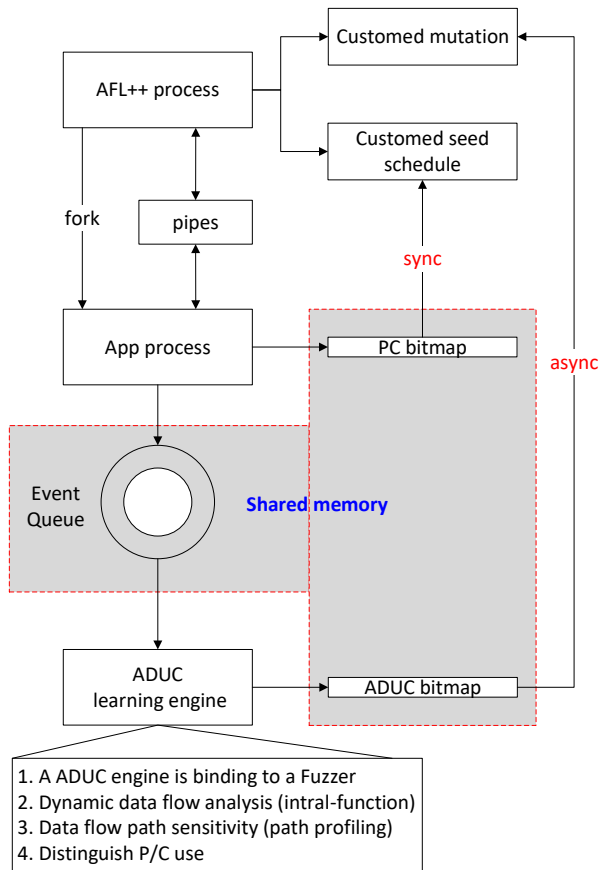 Customed mutation
AFL++ process
Customed seed
schedule
fork
pipes
sync
App process
PC bitmap
async
Event
Queue
Shared memory
ADUC
learning engine
ADUC bitmap
1. A ADUC engine is binding to a Fuzzer
2. Dynamic data flow analysis (intral-function)
3. Data flow path sensitivity (path profiling)
4. Distinguish P/C use